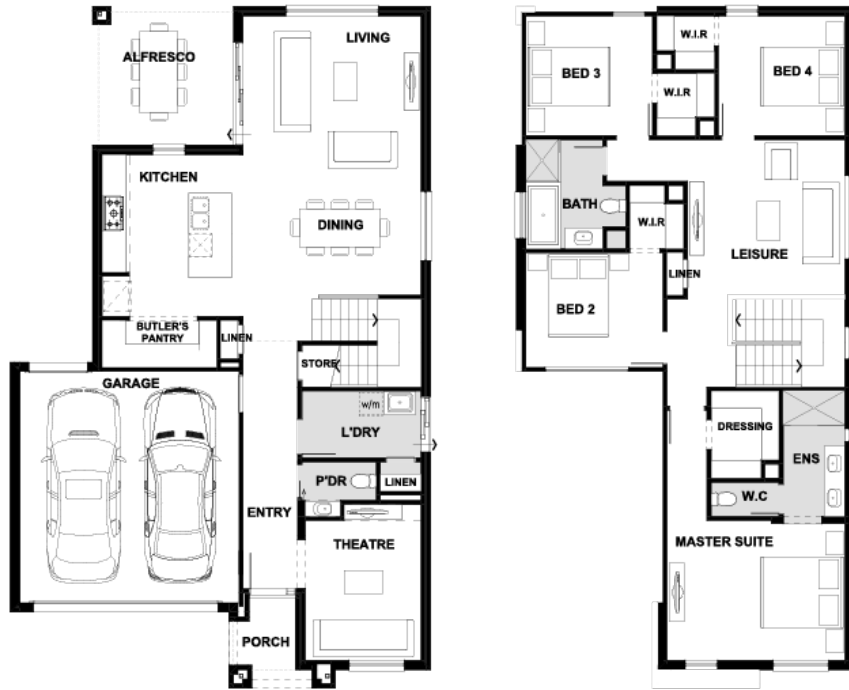 ALFRESCO
LIVING
KITCHEN
DINING
BUTLER'S
PANTRY
LINEN
STORE
GARAGE
w/m
L'DRY
P'DR
LINEN
ENTRY
THEATRE
PORCH
BED 3
W.I.R
W.I.R
BED 4
BATH
W.I.R
LEISURE
LINEN
BED 2
DRESSING
ENS
W.C
MASTER SUITE